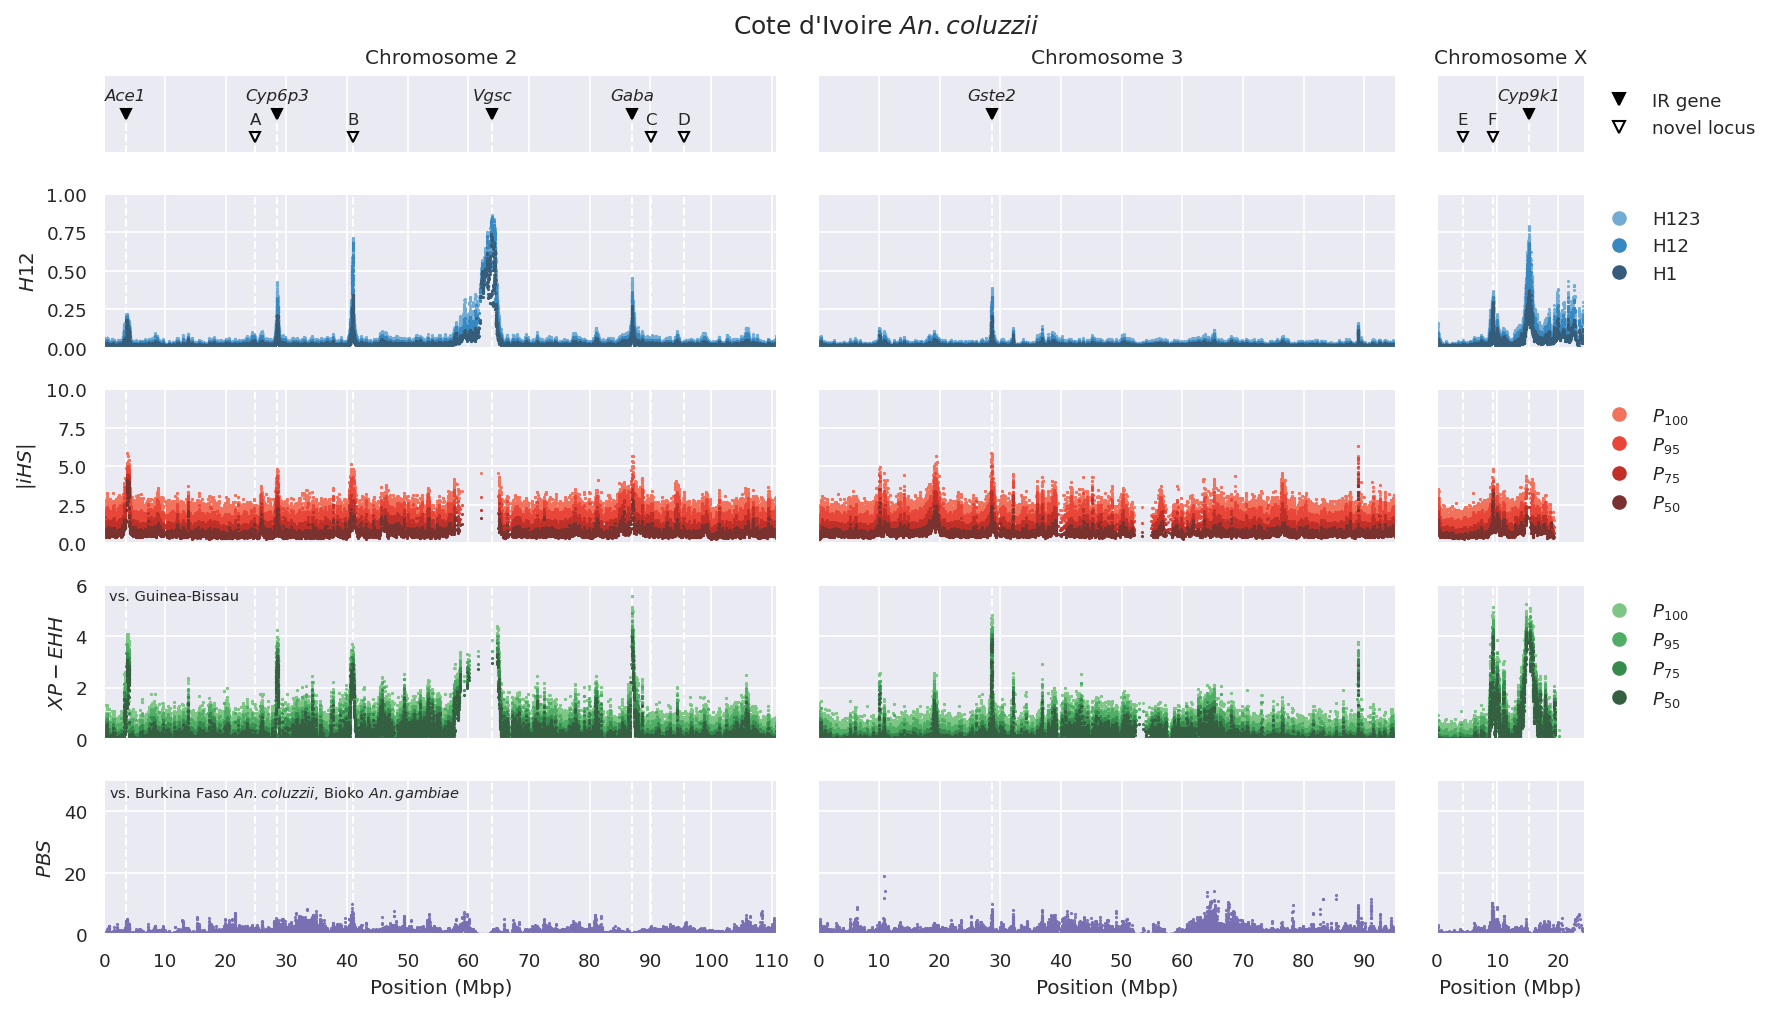 Cote d'Ivoire An. coluzzii
Chromosome 2
Chromosome 3
Chromosome X
Ace1
Cyp6p3
Vgsc
Gaba
Gste2
Cyp9k1
A
B
C
D
E
F
IR gene
novel locus
H12
1.00
0.75
0.50
0.25
0.00
H123
H12
H1
|iHS|
10.0
7.5
5.0
2.5
0.0
P100
P95
P75
P50
XP − EHH
6
4
2
0
vs. Guinea-Bissau
P100
P95
P75
P50
PBS
40
20
0
vs. Burkina Faso An. coluzzii, Bioko An. gambiae
0 10 20 30 40 50 60 70 80 90 100 110
0 10 20 30 40 50 60 70 80 90
0 10 20
Position (Mbp)
Position (Mbp)
Position (Mbp)